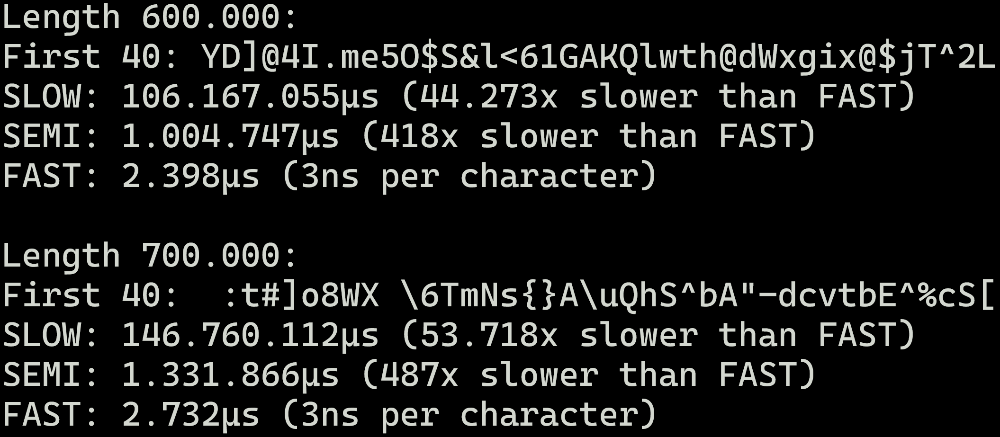 Length 600.000:
First 40: YD]@4I.me5O$S&l<61GAKQlwth@dWxgix@$jT^2L
SLOW: 106.167.055µs (44.273x slower than FAST)
SEMI: 1.004.747µs (418x slower than FAST)
FAST: 2.398µs (3ns per character)
Length 700.000:
First 40:  :t#]o8WX \6TmNs{}A\uQhS^bA"-dcvtbE^%cS[
SLOW: 146.760.112µs (53.718x slower than FAST)
SEMI: 1.331.866µs (487x slower than FAST)
FAST: 2.732µs (3ns per character)